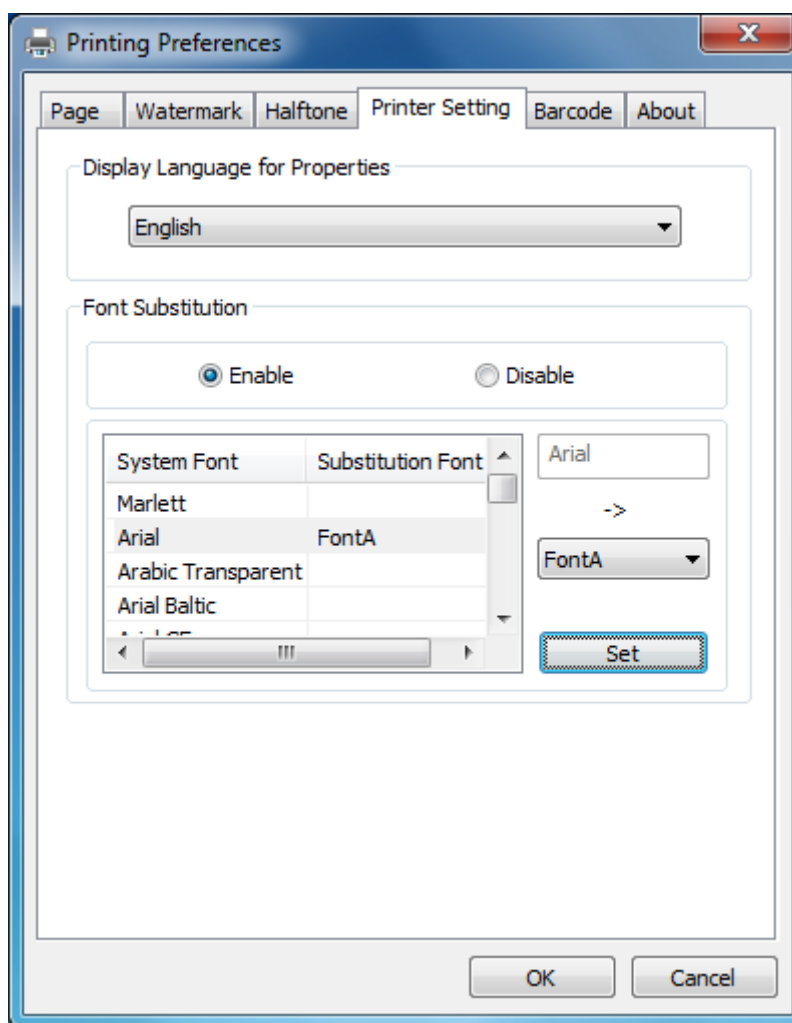 Printing Preferences
Page Watermark Halftone Printer Setting Barcode About
Display Language for Properties
English
Font Substitution
Enable Disable
System Font Substitution Font
Marlett
Arial FontA
Arabic Transparent
Arial Baltic
Arial
->
FontA
Set
OK Cancel